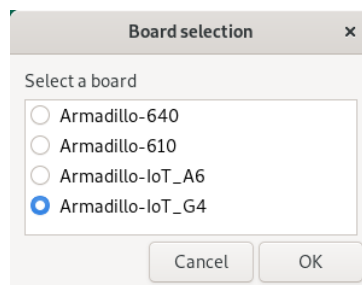 Board selection ×
Select a board
Armadillo-640
Armadillo-610
Armadillo-IoT_A6
Armadillo-IoT_G4
Cancel OK